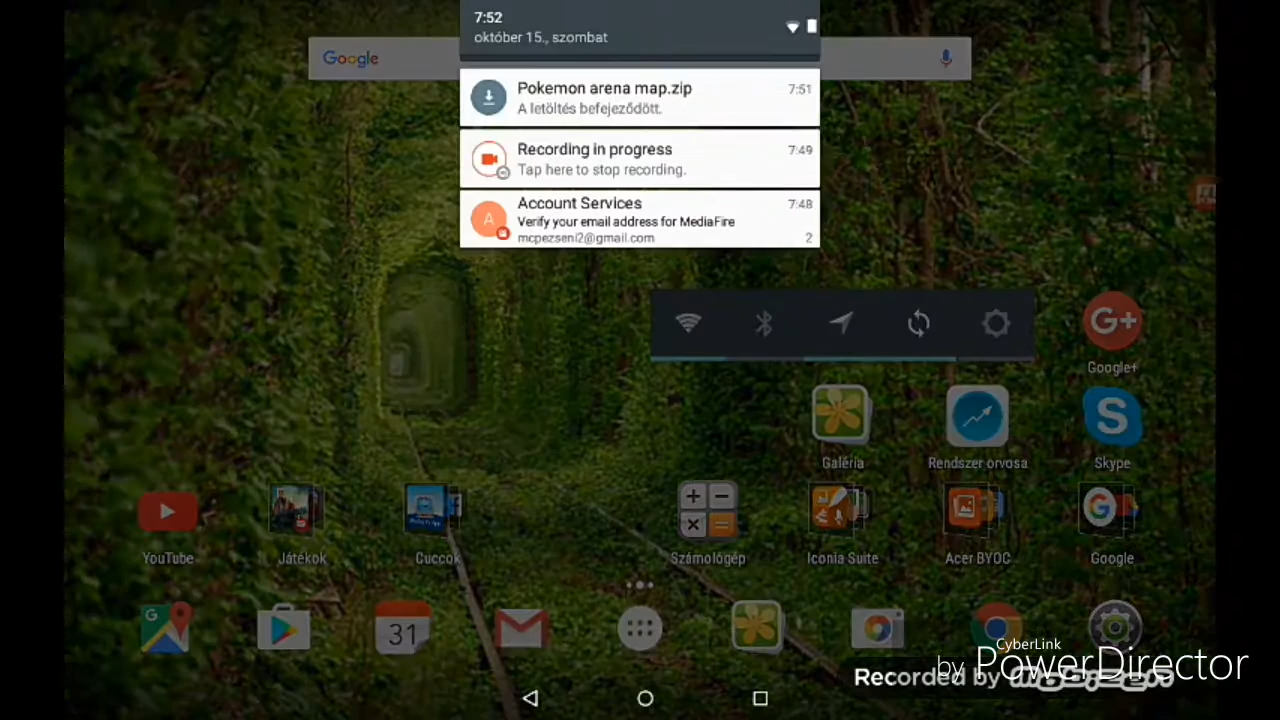 7:52
október 15., szombat
Google
Pokemon arena map.zip 7:51
A letöltés befejeződött.
Recording in progress 7:49
Tap here to stop recording.
Account Services 7:48
A
Verify your email address for MediaFire
mcpezseni2@gmail.com 2
G+
Google+
S
Galéria Rendszer orvosa Skype
YouTube Játékok Cuccok Számológép Iconia Suite Acer BYOC Google
31
CyberLink
by PowerDirector
Recorded by